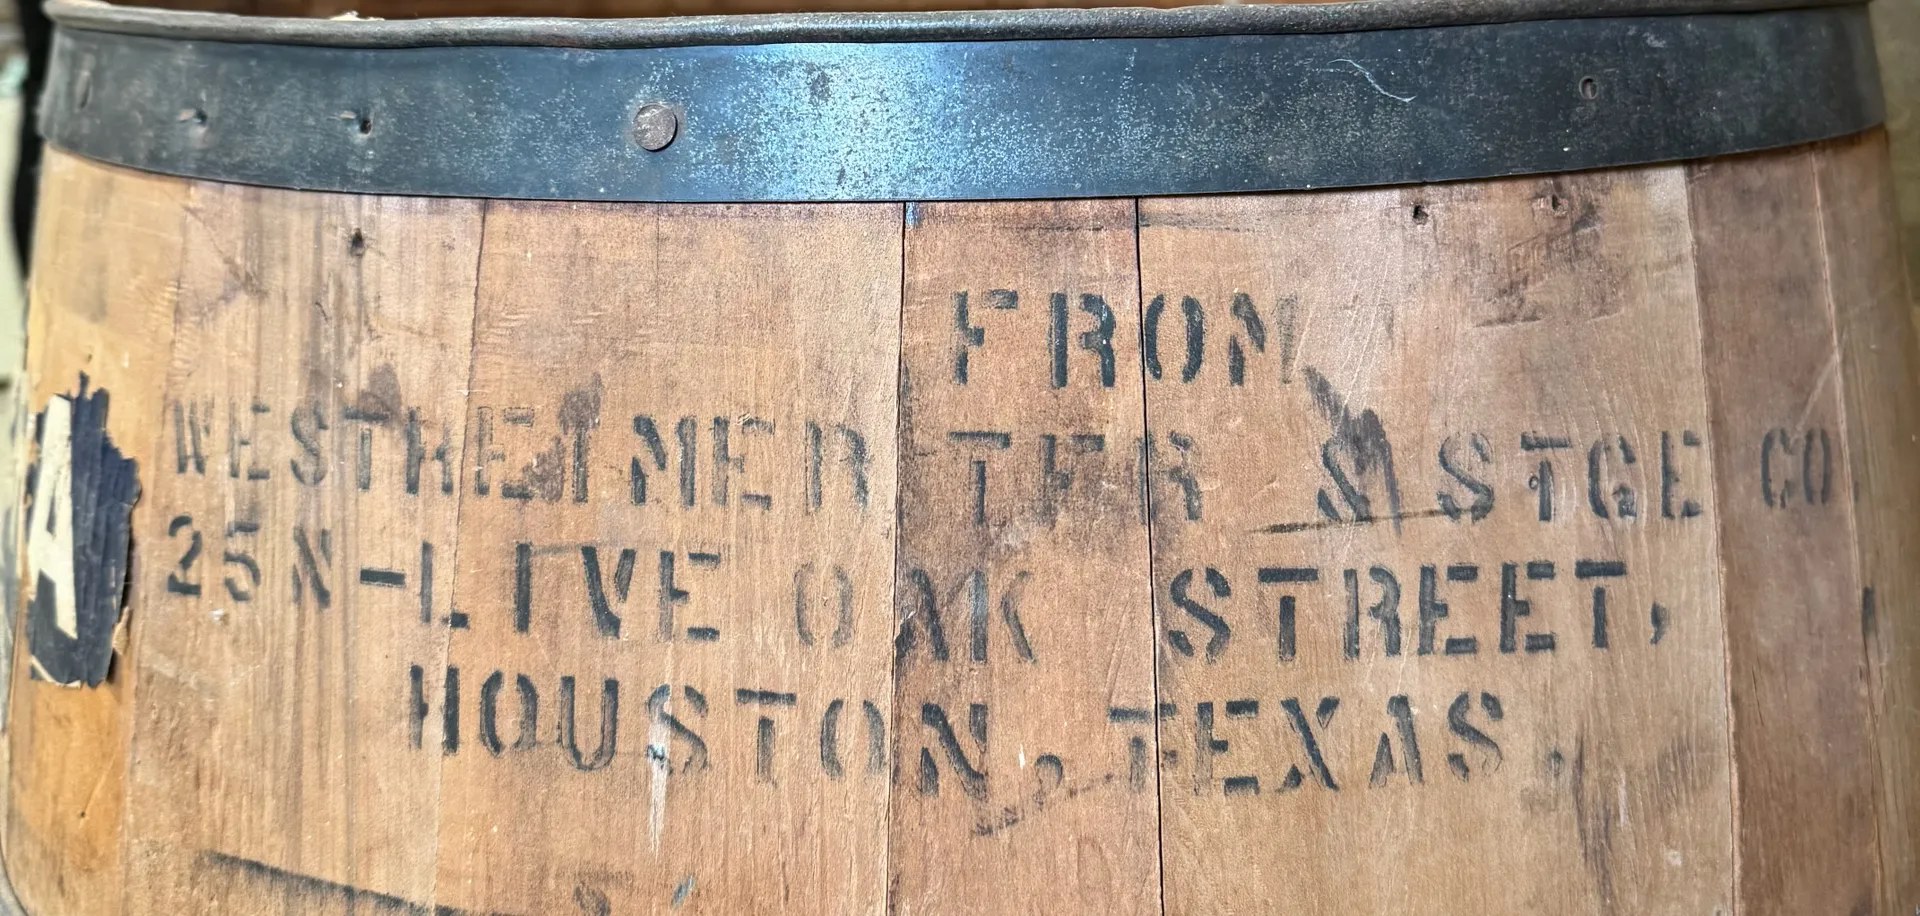 FROM
WESTHEIMER TFR & STGE CO.
25 N-LIVE OAK STREET,
HOUSTON, TEXAS.
A